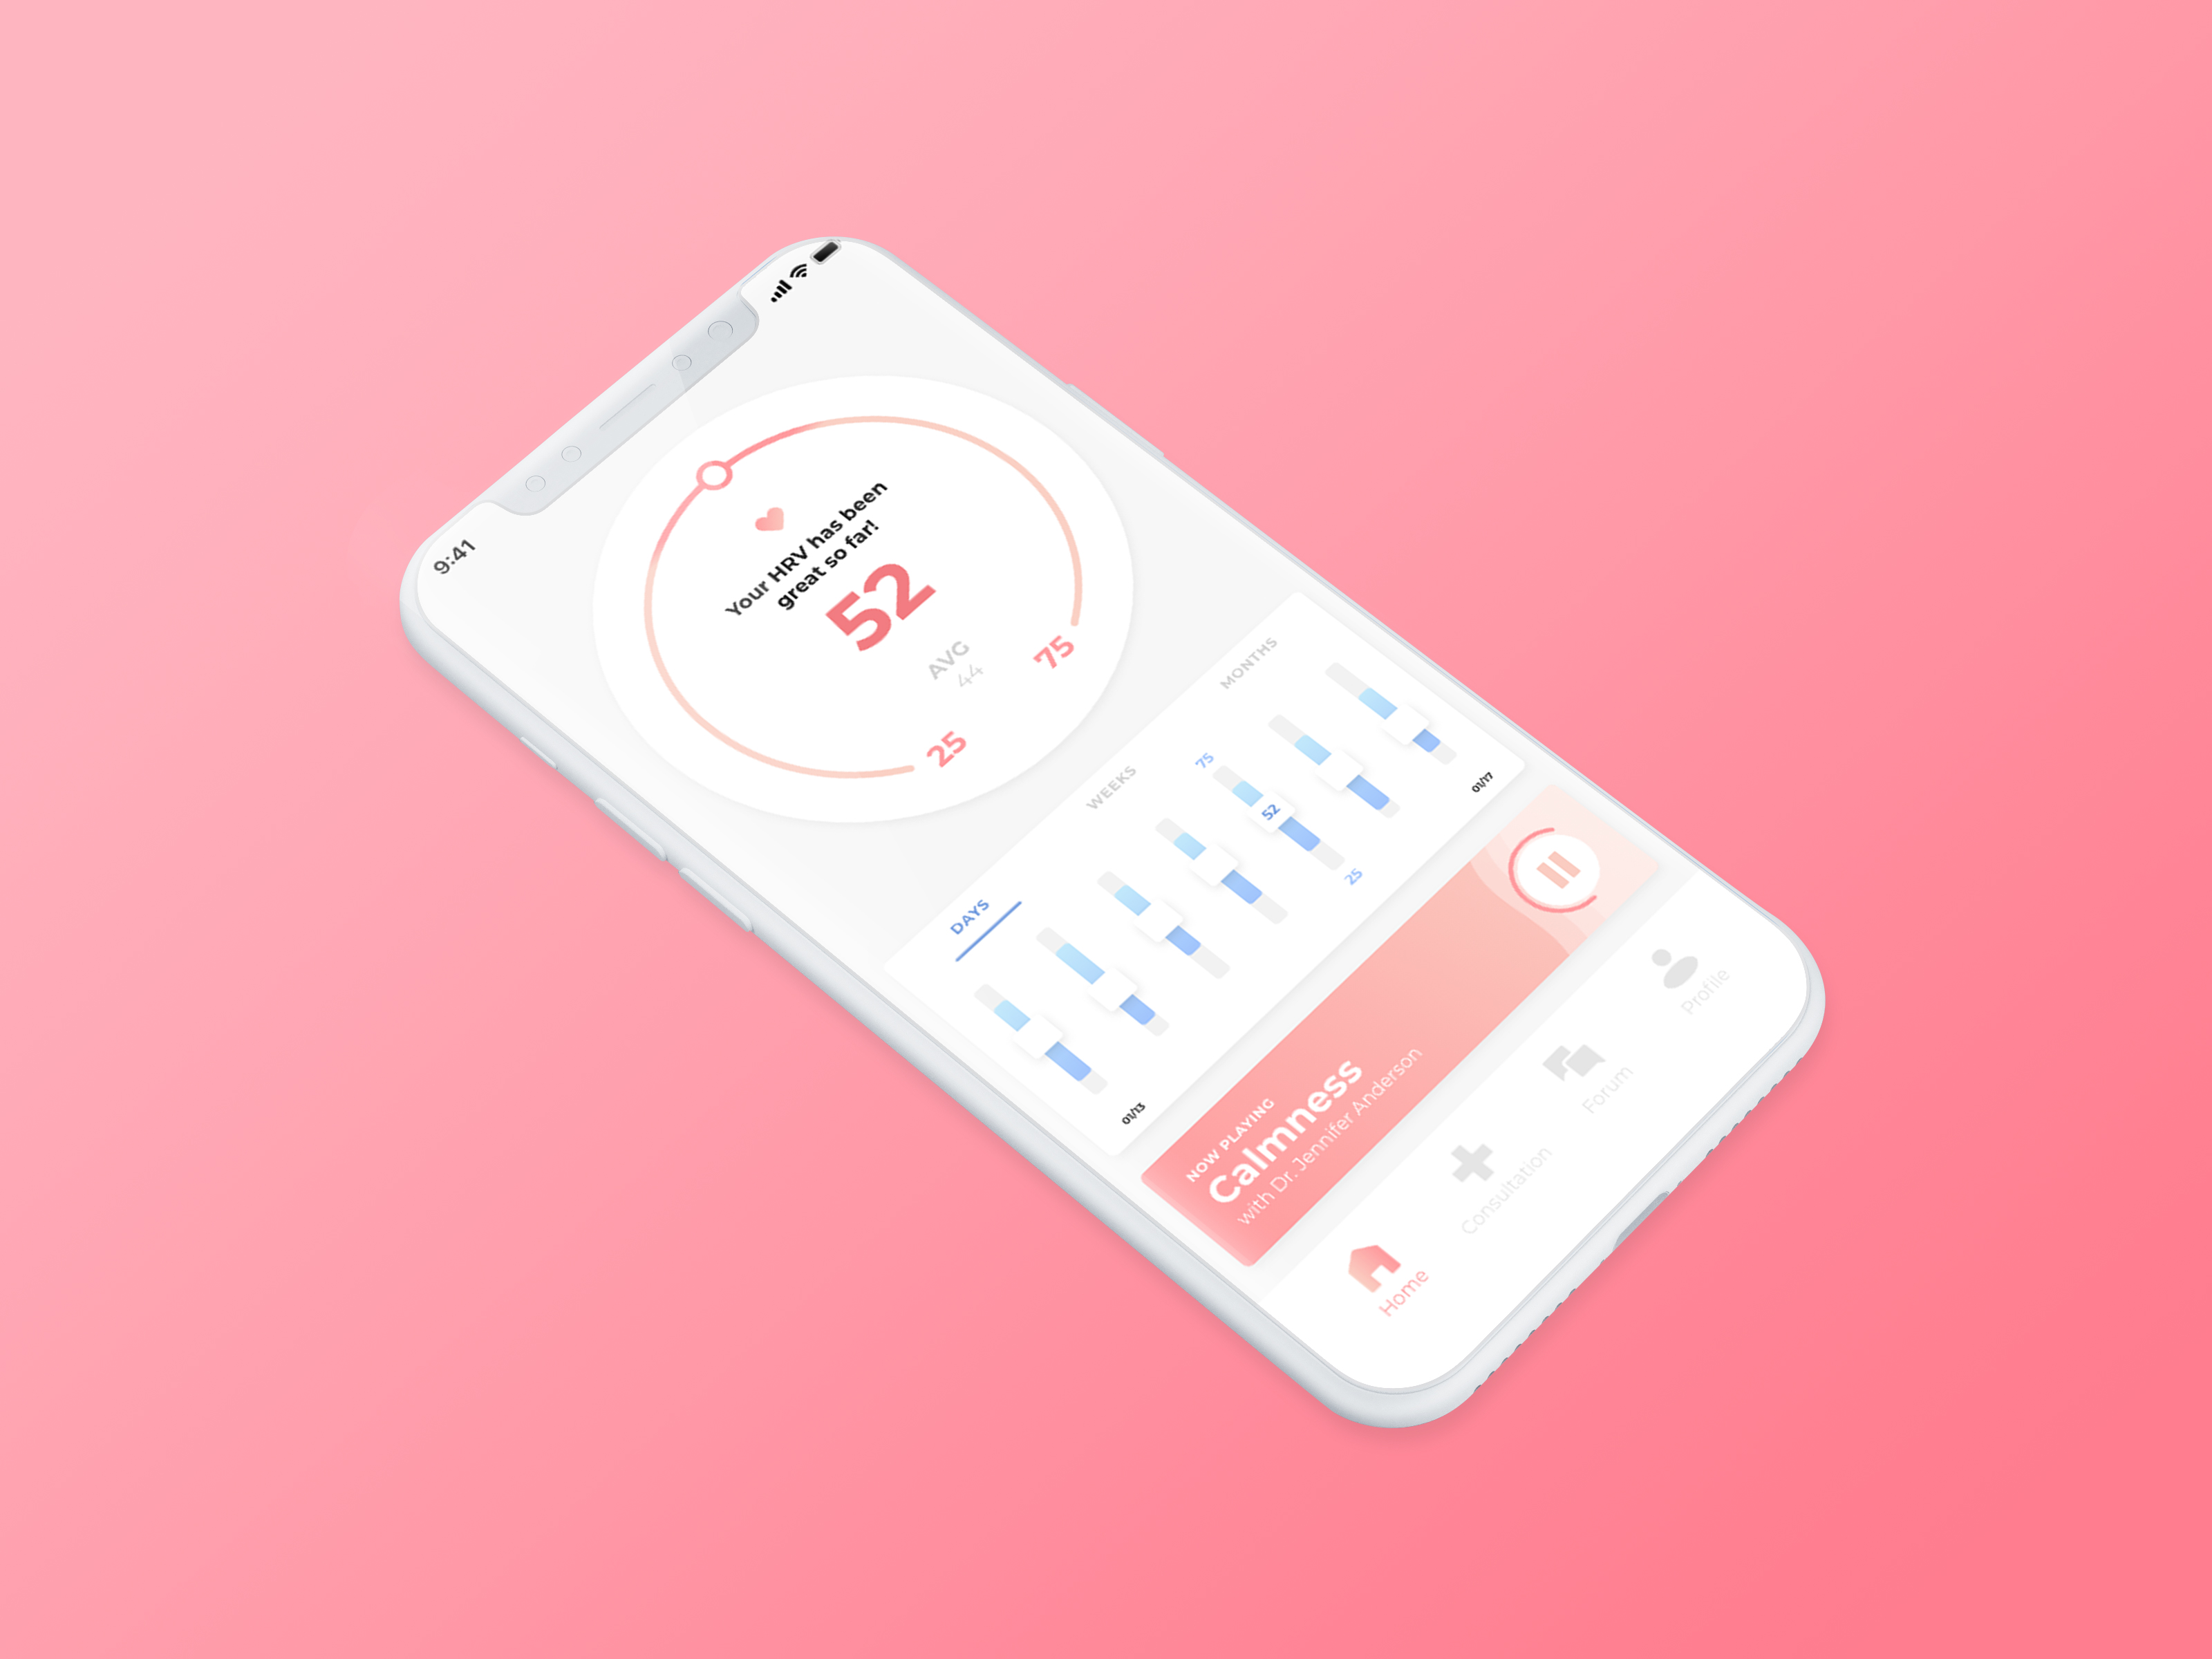 9:41
Your HRV has been
great so far!
52
AVG
44
25
75
DAYS
WEEKS
MONTHS
75
52
25
01/13
01/17
NOW PLAYING
Calmness
with Dr. Jennifer Anderson
Home
Consultation
Forum
Profile